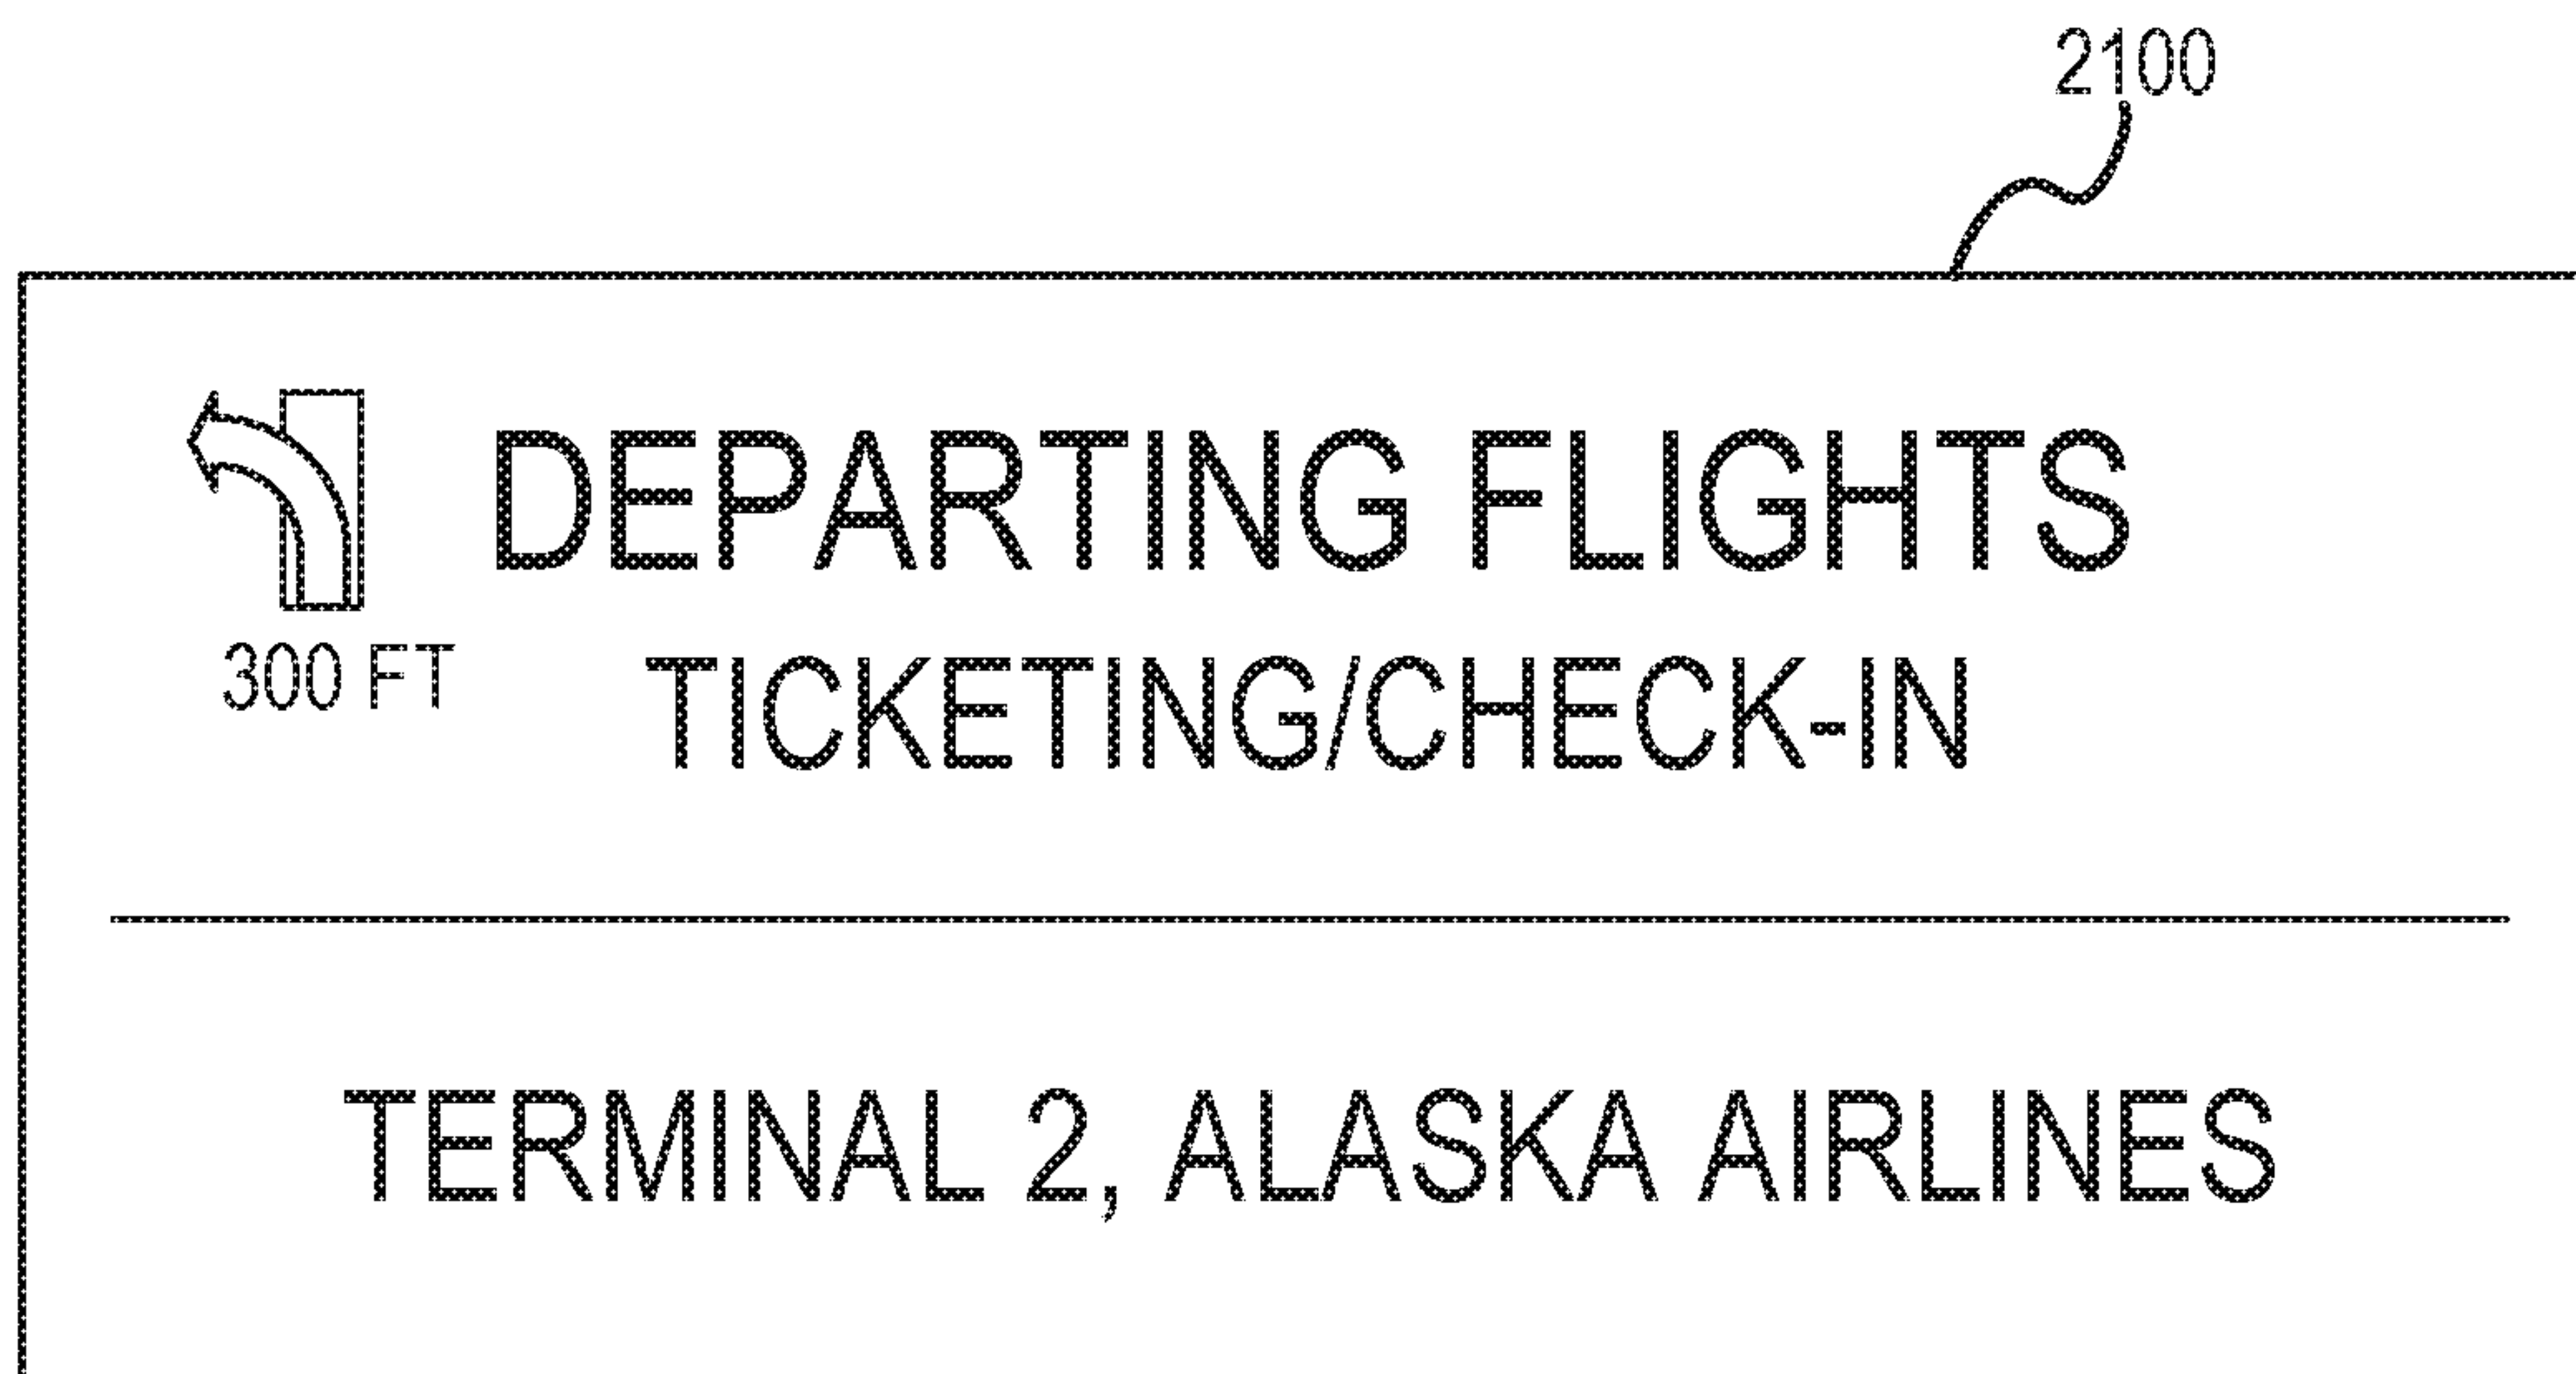 2100
DEPARTING FLIGHTS
300 FT
TICKETING/CHECK-IN
TERMINAL 2, ALASKA AIRLINES